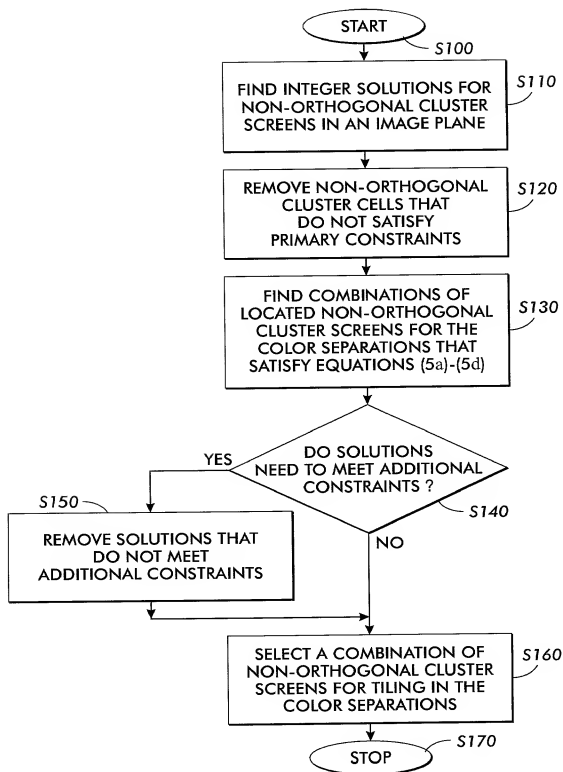 START
S100
FIND INTEGER SOLUTIONS FOR
NON-ORTHOGONAL CLUSTER
SCREENS IN AN IMAGE PLANE
S110
REMOVE NON-ORTHOGONAL
CLUSTER CELLS THAT
DO NOT SATISFY
PRIMARY CONSTRAINTS
S120
FIND COMBINATIONS OF
LOCATED NON-ORTHOGONAL
CLUSTER SCREENS FOR THE
COLOR SEPARATIONS THAT
SATISFY EQUATIONS (5a)-(5d)
S130
DO SOLUTIONS
NEED TO MEET ADDITIONAL
CONSTRAINTS ?
S140
YES
S150
REMOVE SOLUTIONS THAT
DO NOT MEET
ADDITIONAL CONSTRAINTS
NO
SELECT A COMBINATION OF
NON-ORTHOGONAL CLUSTER
SCREENS FOR TILING IN THE
COLOR SEPARATIONS
S160
STOP
S170